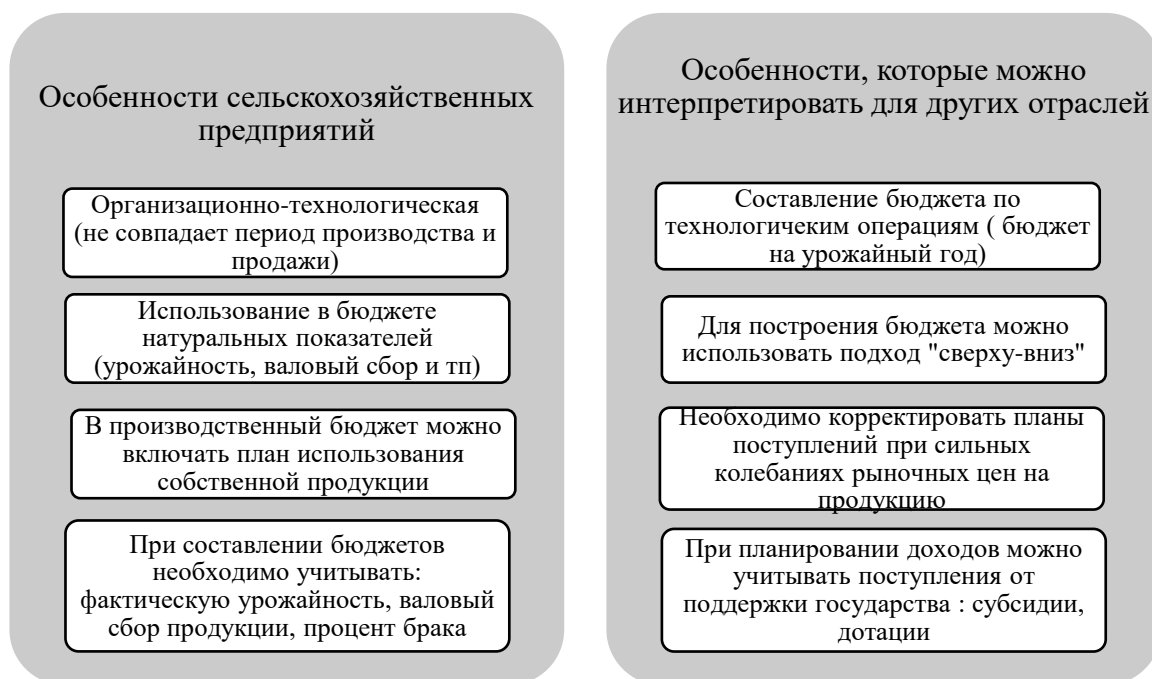 Особенности сельскохозяйственных
предприятий
Организационно-технологическая
(не совпадает период производства и
продажи)
Использование в бюджете
натуральных показателей
(урожайность, валовый сбор и тп)
В производственный бюджет можно
включать план использования
собственной продукции
При составлении бюджетов
необходимо учитывать:
фактическую урожайность, валовый
сбор продукции, процент брака
Особенности, которые можно
интерпретировать для других отраслей
Составление бюджета по
технологичеким операциям ( бюджет
на урожайный год)
Для построения бюджета можно
использовать подход "сверху-вниз"
Необходимо корректировать планы
поступлений при сильных
колебаниях рыночных цен на
продукцию
При планировании доходов можно
учитывать поступления от
поддержки государства : субсидии,
дотации